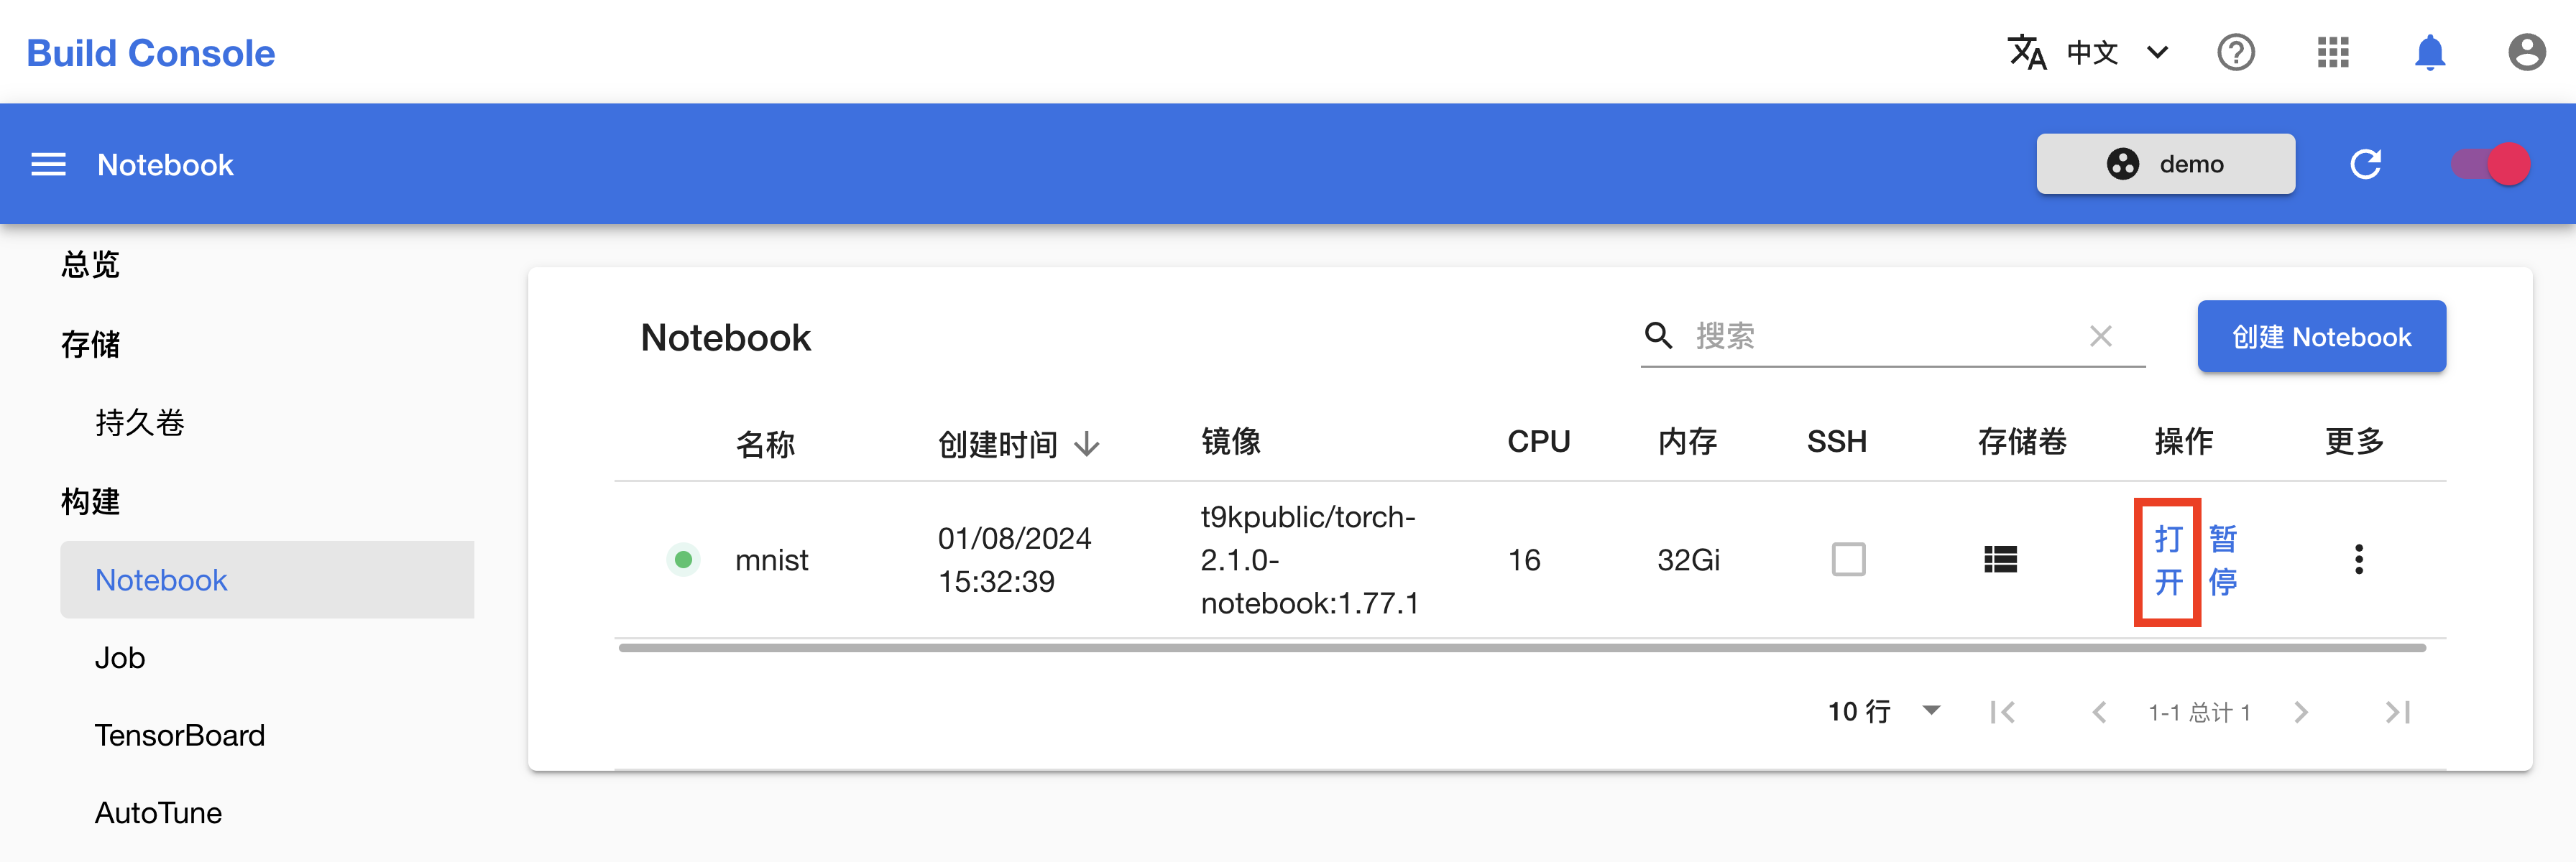 Build Console
中文
Notebook
demo
总览
存储
持久卷
构建
Notebook
Job
TensorBoard
AutoTune
Notebook
搜索
创建 Notebook
名称
创建时间
镜像
CPU
内存
SSH
存储卷
操作
更多
mnist
01/08/2024
15:32:39
t9kpublic/torch-
2.1.0-
notebook:1.77.1
16
32Gi
打
开
暂
停
10 行
1-1 总计 1